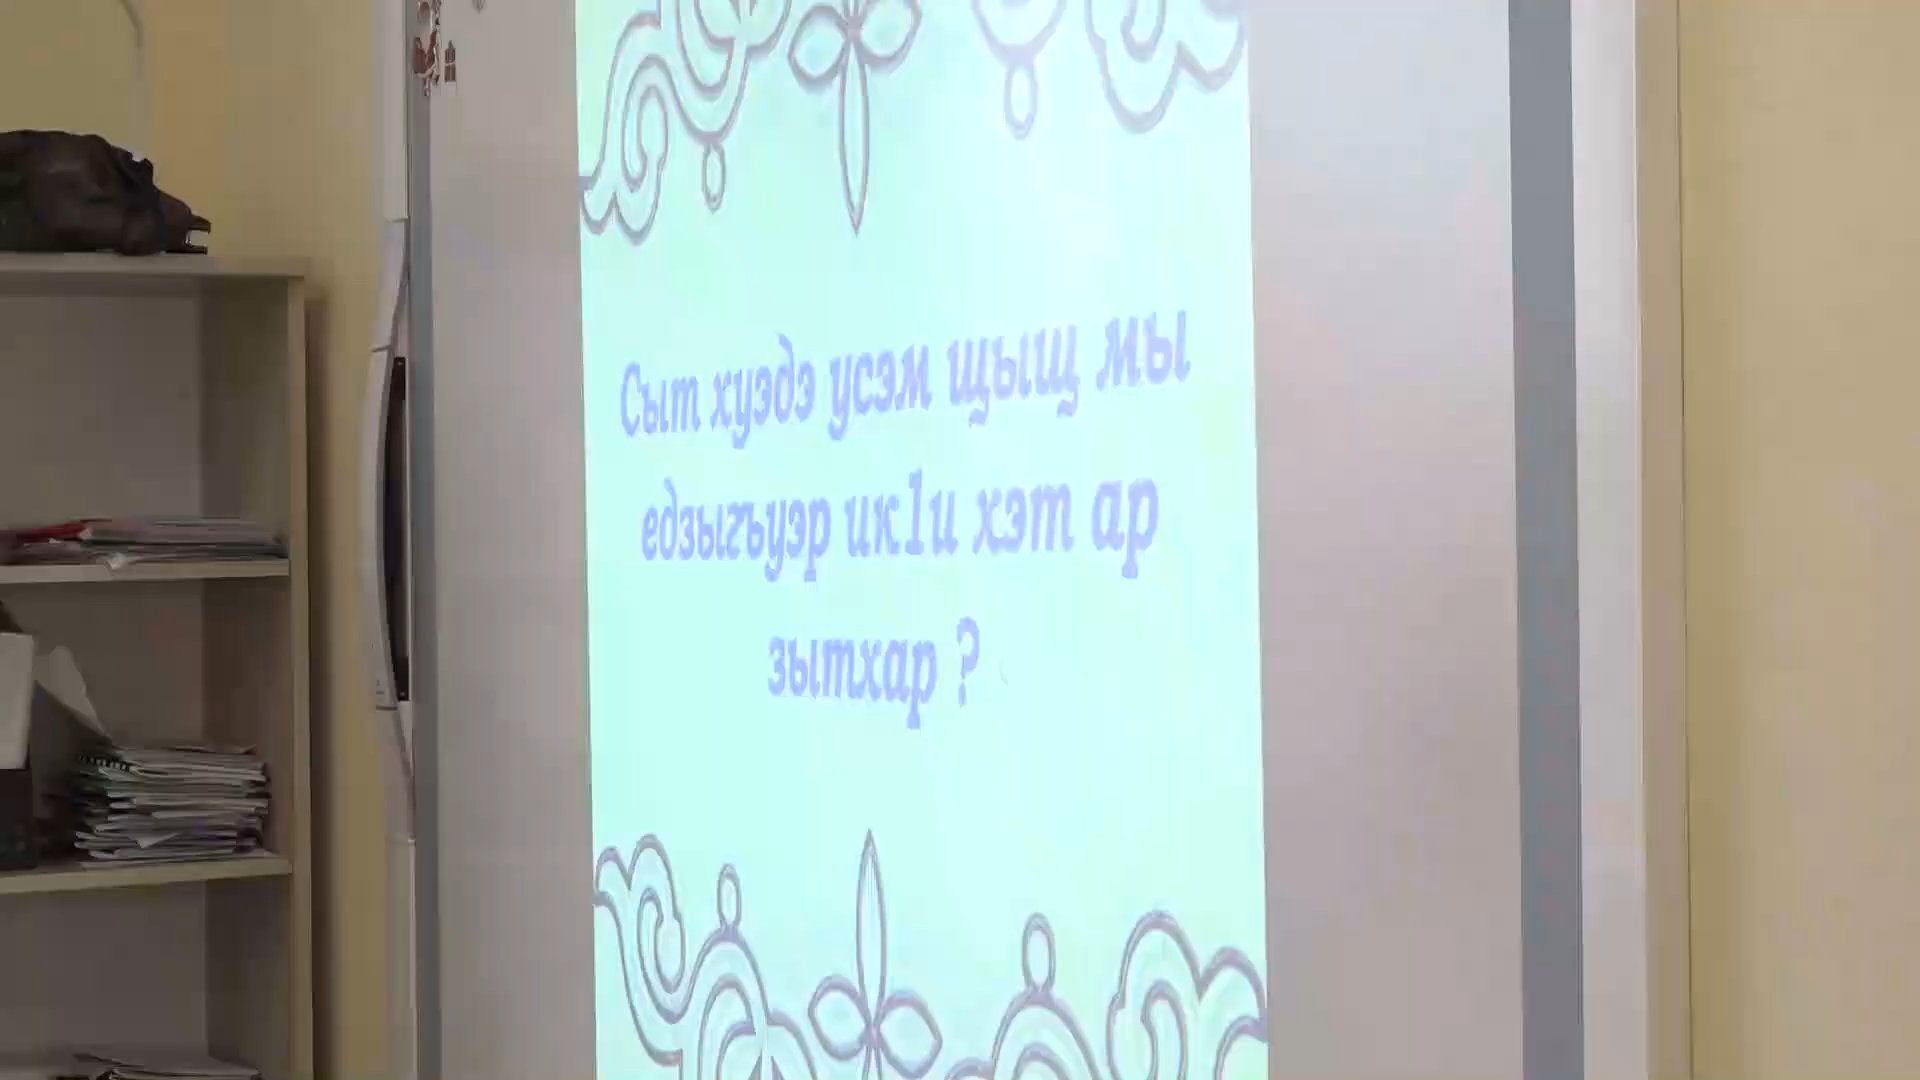 Сыт хуэдэ усэм щыщ мы
едзыгъуэр ик1и хэт ар
зытхар ?